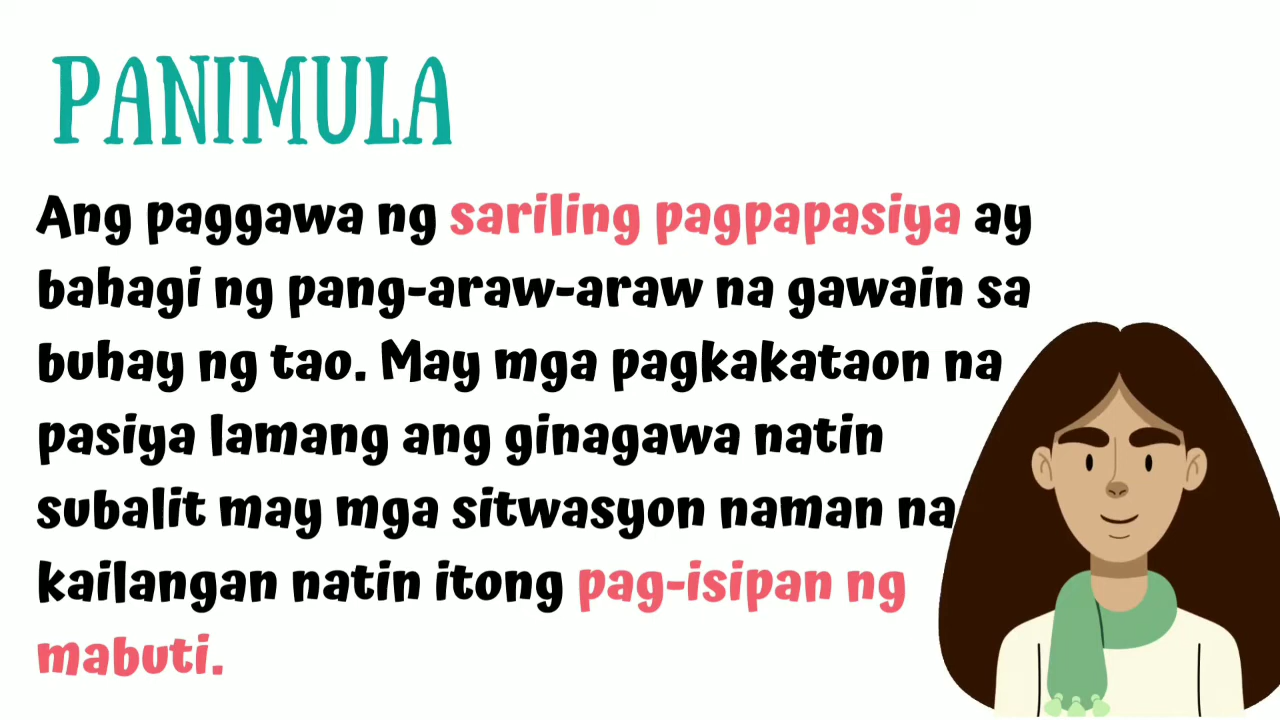 PANIMULA
Ang paggawa ng sariling pagpapasiya ay
bahagi ng pang-araw-araw na gawain sa
buhay ng tao. May mga pagkakataon na
pasiya lamang ang ginagawa natin
subalit may mga sitwasyon naman na
kailangan natin itong pag-isipan ng
mabuti.